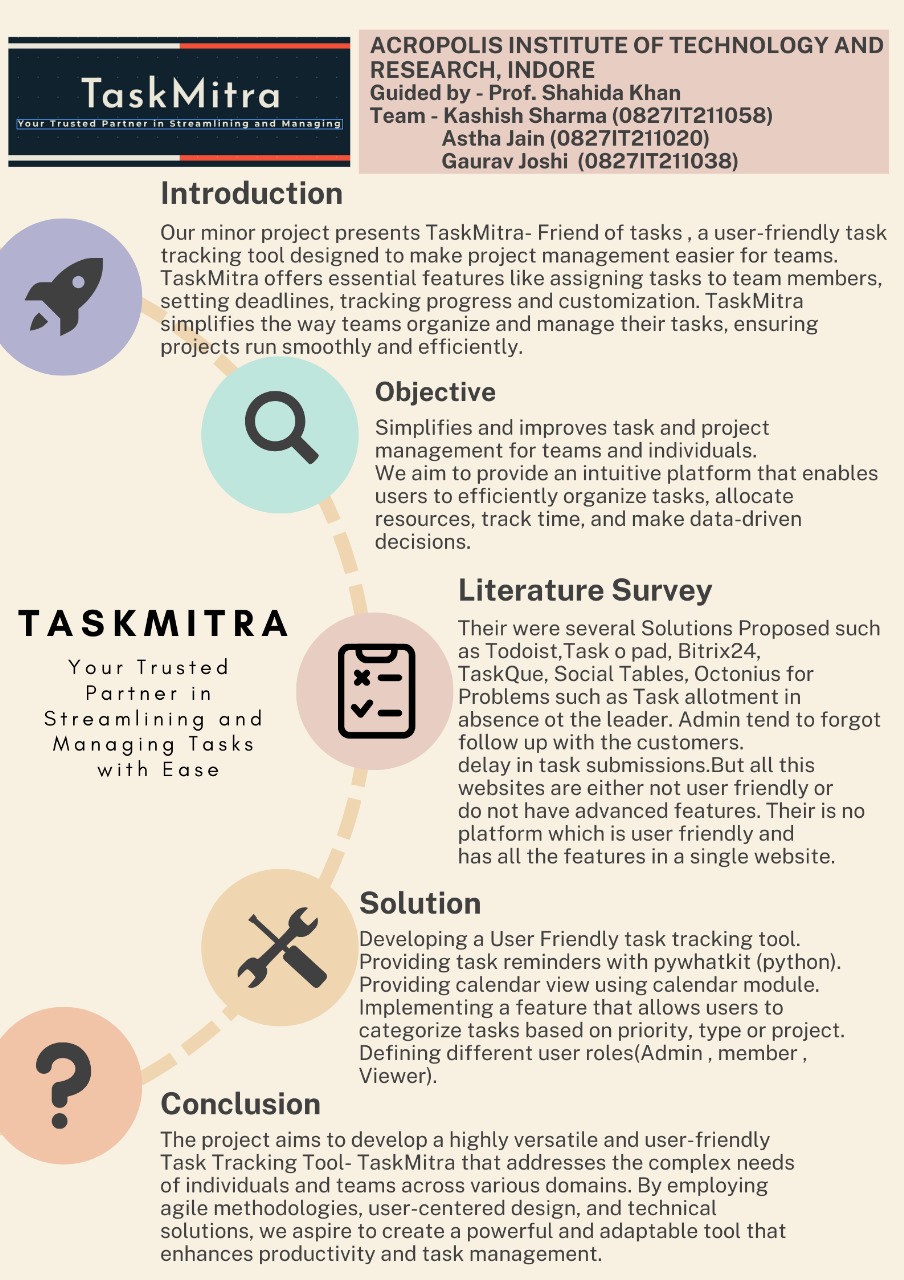 TaskMitra
Your Trusted Partner in Streamlining and Managing
ACROPOLIS INSTITUTE OF TECHNOLOGY AND
RESEARCH, INDORE
Guided by - Prof. Shahida Khan
Team - Kashish Sharma (0827IT211058)
Astha Jain (0827IT211020)
Gaurav Joshi (0827IT211038)
Introduction
Our minor project presents TaskMitra- Friend of tasks , a user-friendly task
tracking tool designed to make project management easier for teams.
TaskMitra offers essential features like assigning tasks to team members,
setting deadlines, tracking progress and customization. TaskMitra
simplifies the way teams organize and manage their tasks, ensuring
projects run smoothly and efficiently.
Objective
Simplifies and improves task and project
management for teams and individuals.
We aim to provide an intuitive platform that enables
users to efficiently organize tasks, allocate
resources, track time, and make data-driven
decisions.
TASKMITRA
Your Trusted
Partner in
Streamlining and
Managing Tasks
with Ease
Literature Survey
Their were several Solutions Proposed such
as Todoist,Task o pad, Bitrix24,
TaskQue, Social Tables, Octonius for
Problems such as Task allotment in
absence ot the leader. Admin tend to forgot
follow up with the customers.
delay in task submissions.But all this
websites are either not user friendly or
do not have advanced features. Their is no
platform which is user friendly and
has all the features in a single website.
Solution
Developing a User Friendly task tracking tool.
Providing task reminders with pywhatkit (python).
Providing calendar view using calendar module.
Implementing a feature that allows users to
categorize tasks based on priority, type or project.
Defining different user roles(Admin , member ,
Viewer).
Conclusion
The project aims to develop a highly versatile and user-friendly
Task Tracking Tool- TaskMitra that addresses the complex needs
of individuals and teams across various domains. By employing
agile methodologies, user-centered design, and technical
solutions, we aspire to create a powerful and adaptable tool that
enhances productivity and task management.